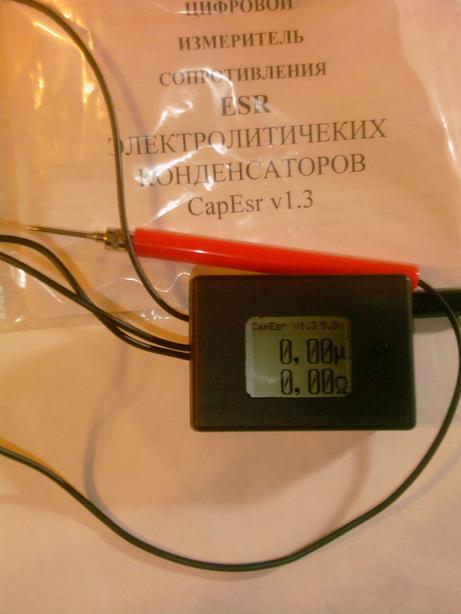 ЦИФРОВОЙ
ИЗМЕРИТЕЛЬ
СОПРОТИВЛЕНИЯ
ESR
ЭЛЕКТРОЛИТИЧЕКИХ
КОНДЕНСАТОРОВ
CapEsr v1.3
CapEsr v1.3 5.0v
0,00µ
0,00Ω